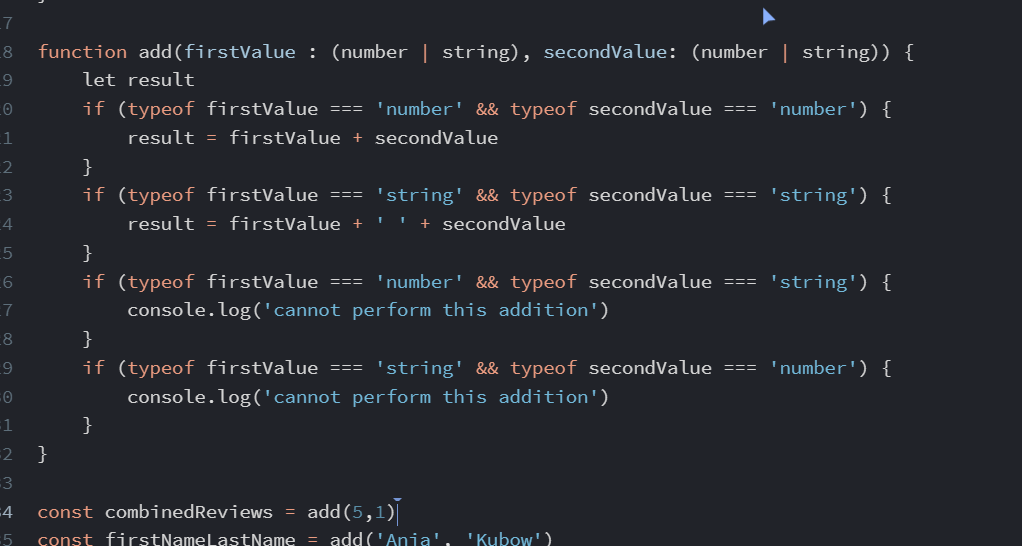 }
7
8 function add(firstValue : (number | string), secondValue: (number | string)) {
9     let result
0     if (typeof firstValue === 'number' && typeof secondValue === 'number') {
1         result = firstValue + secondValue
2     }
3     if (typeof firstValue === 'string' && typeof secondValue === 'string') {
4         result = firstValue + ' ' + secondValue
5     }
6     if (typeof firstValue === 'number' && typeof secondValue === 'string') {
7         console.log('cannot perform this addition')
8     }
9     if (typeof firstValue === 'string' && typeof secondValue === 'number') {
0         console.log('cannot perform this addition')
1     }
2 }
3
4 const combinedReviews = add(5,1)
5 const firstNameLastName = add('Ania', 'Kubow')